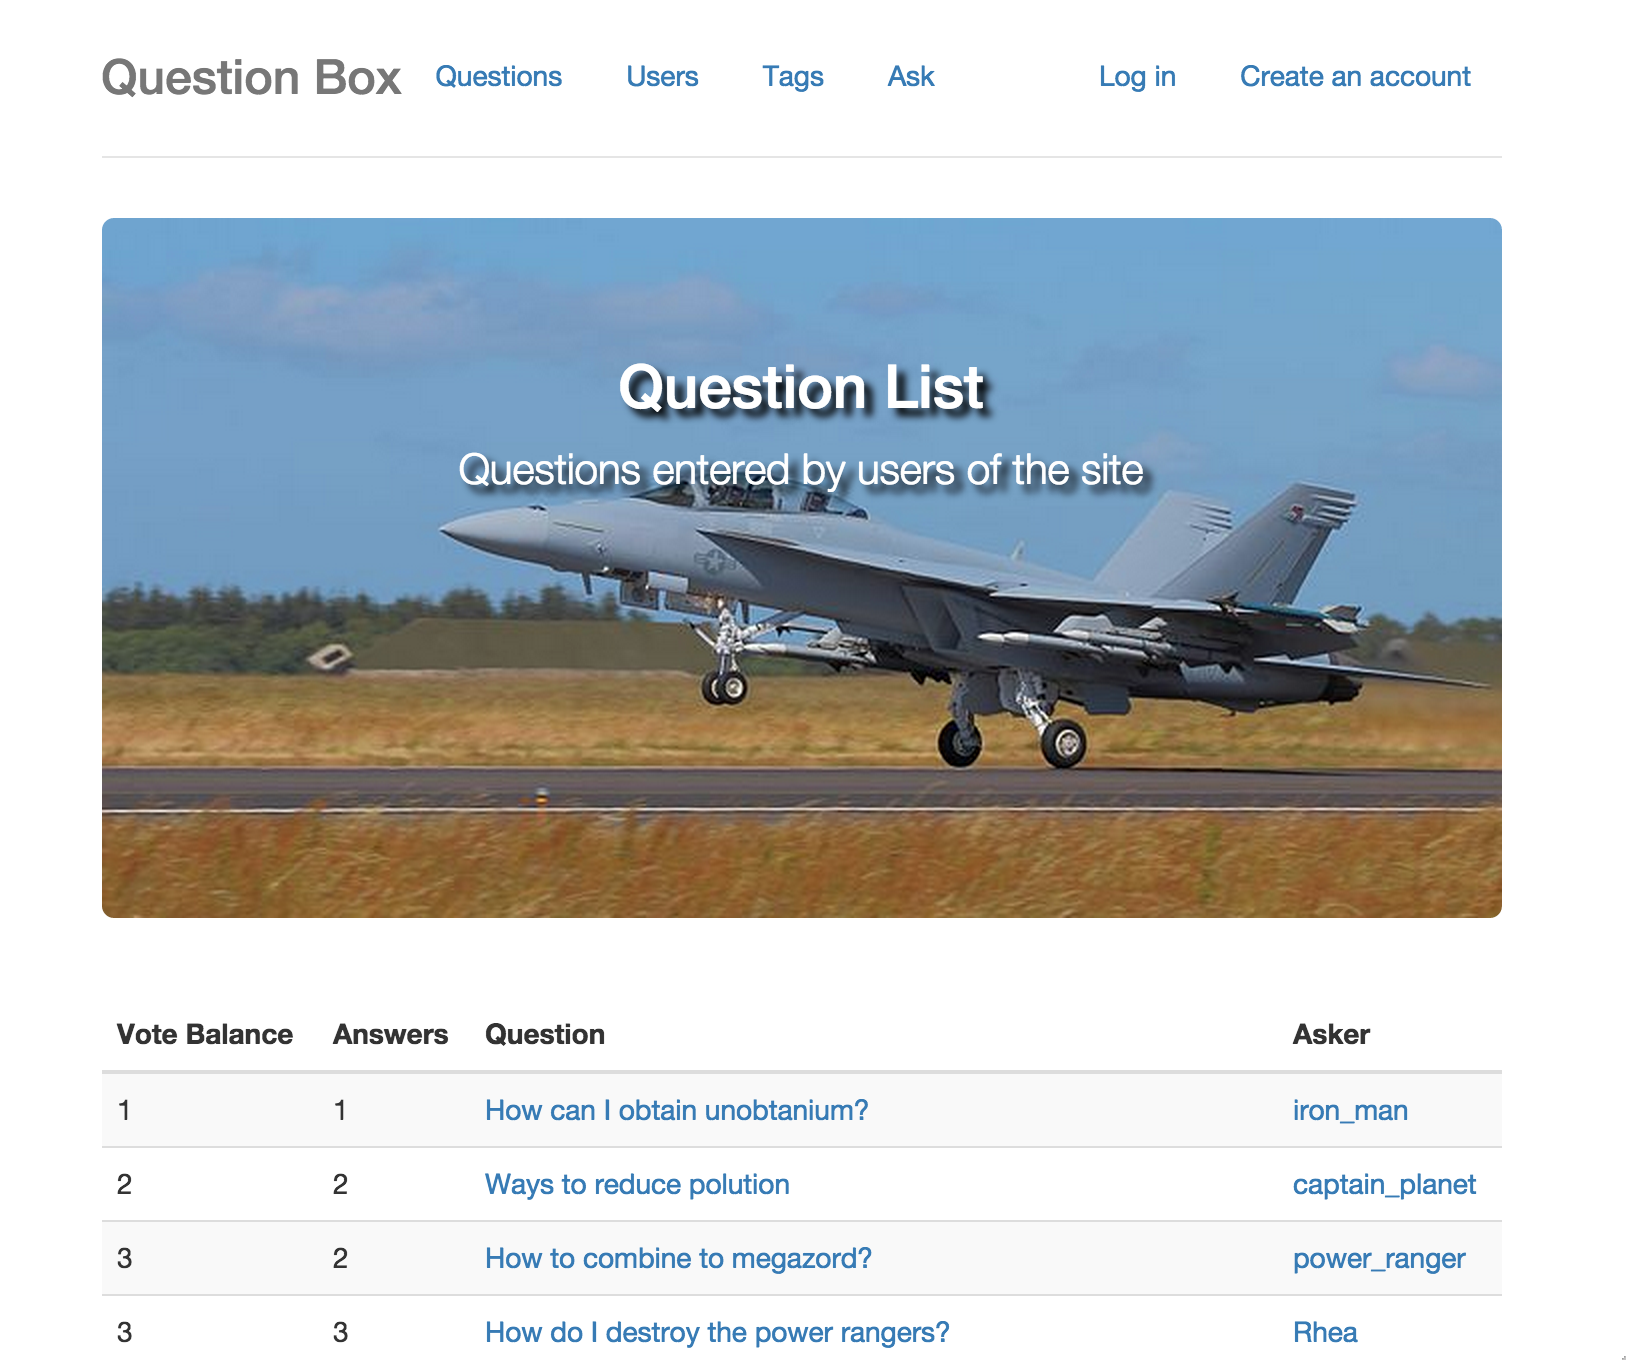 Question Box Questions Users Tags Ask Log in Create an account
Question List
Questions entered by users of the site
Vote Balance Answers Question Asker
1 1 How can I obtain unobtanium? iron_man
2 2 Ways to reduce polution captain_planet
3 2 How to combine to megazord? power_ranger
3 3 How do I destroy the power rangers? Rhea